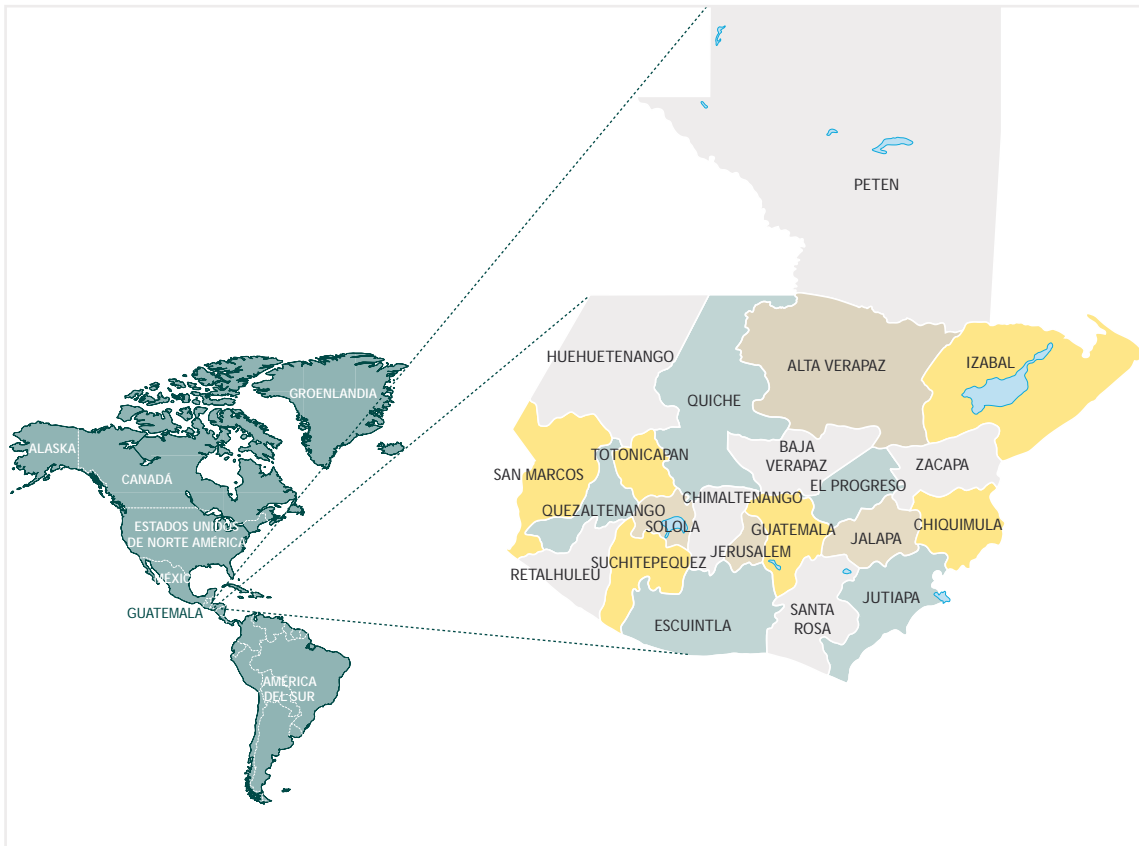 PETEN
HUEHUETENANGO
ALTA VERAPAZ
IZABAL
QUICHE
BAJA
VERAPAZ
ZACAPA
TOTONICAPAN
SAN MARCOS
EL PROGRESO
CHIMALTENANGO
QUEZALTENANGO
SOLOLA
GUATEMALA
CHIQUIMULA
JALAPA
JERUSALEM
SUCHITEPEQUEZ
RETALHULEU
JUTIAPA
SANTA
ROSA
ESCUINTLA
GROENLANDIA
ALASKA
CANADÁ
ESTADOS UNIDOS
DE NORTE AMÉRICA
MÉXICO
GUATEMALA
AMÉRICA
DEL SUR